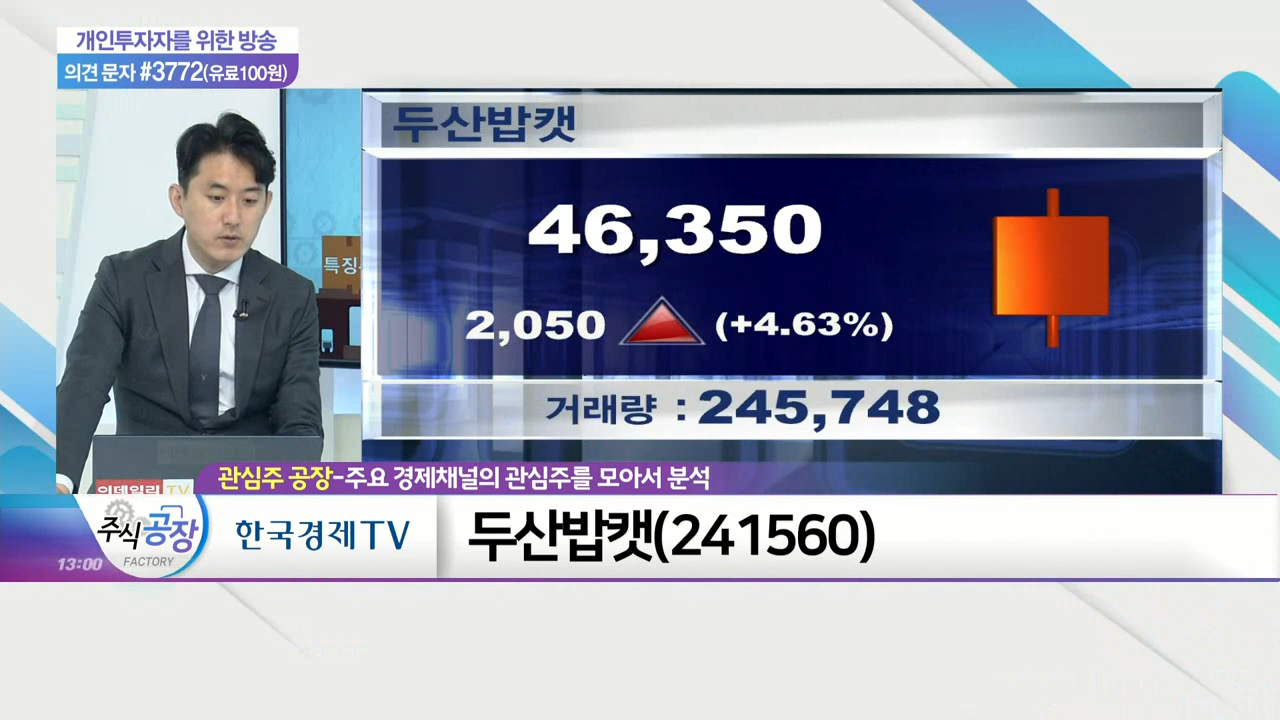 개인투자자를 위한 방송
의견 문자 #3772(유료100원)
두산밥캣
46,350
2,050 (+4.63%)
거래량 : 245,748
특징
관심주 공장-주요 경제채널의 관심주를 모아서 분석
TV
주식공장
FACTORY
13:00
한국경제TV
두산밥캣(241560)